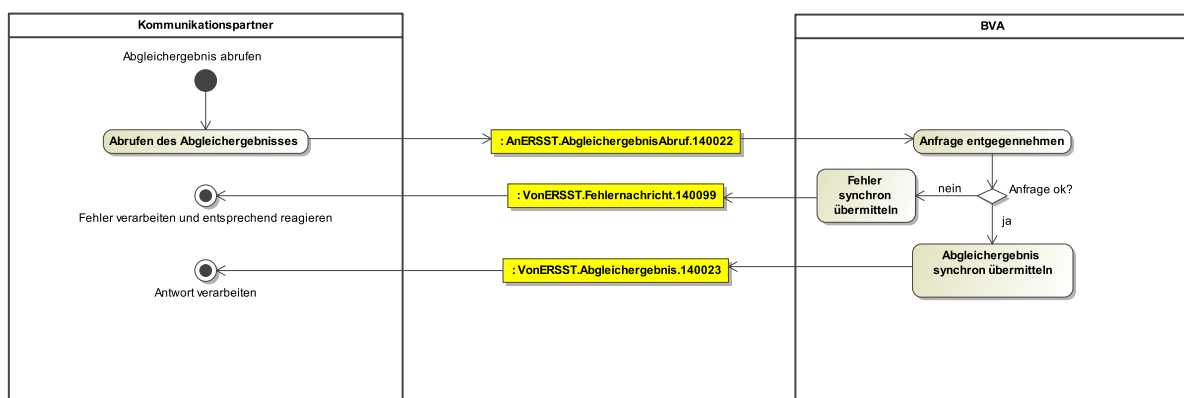 Kommunikationspartner
BVA
Abgleichergebnis abrufen
Abrufen des Abgleichergebnisses
: AnERSST.AbgleichergebnisAbruf.140022
Anfrage entgegennehmen
Fehler
synchron
übermitteln
nein
Anfrage ok?
: VonERSST.Fehlernachricht.140099
Fehler verarbeiten und entsprechend reagieren
ja
Abgleichergebnis
synchron übermitteln
: VonERSST.Abgleichergebnis.140023
Antwort verarbeiten